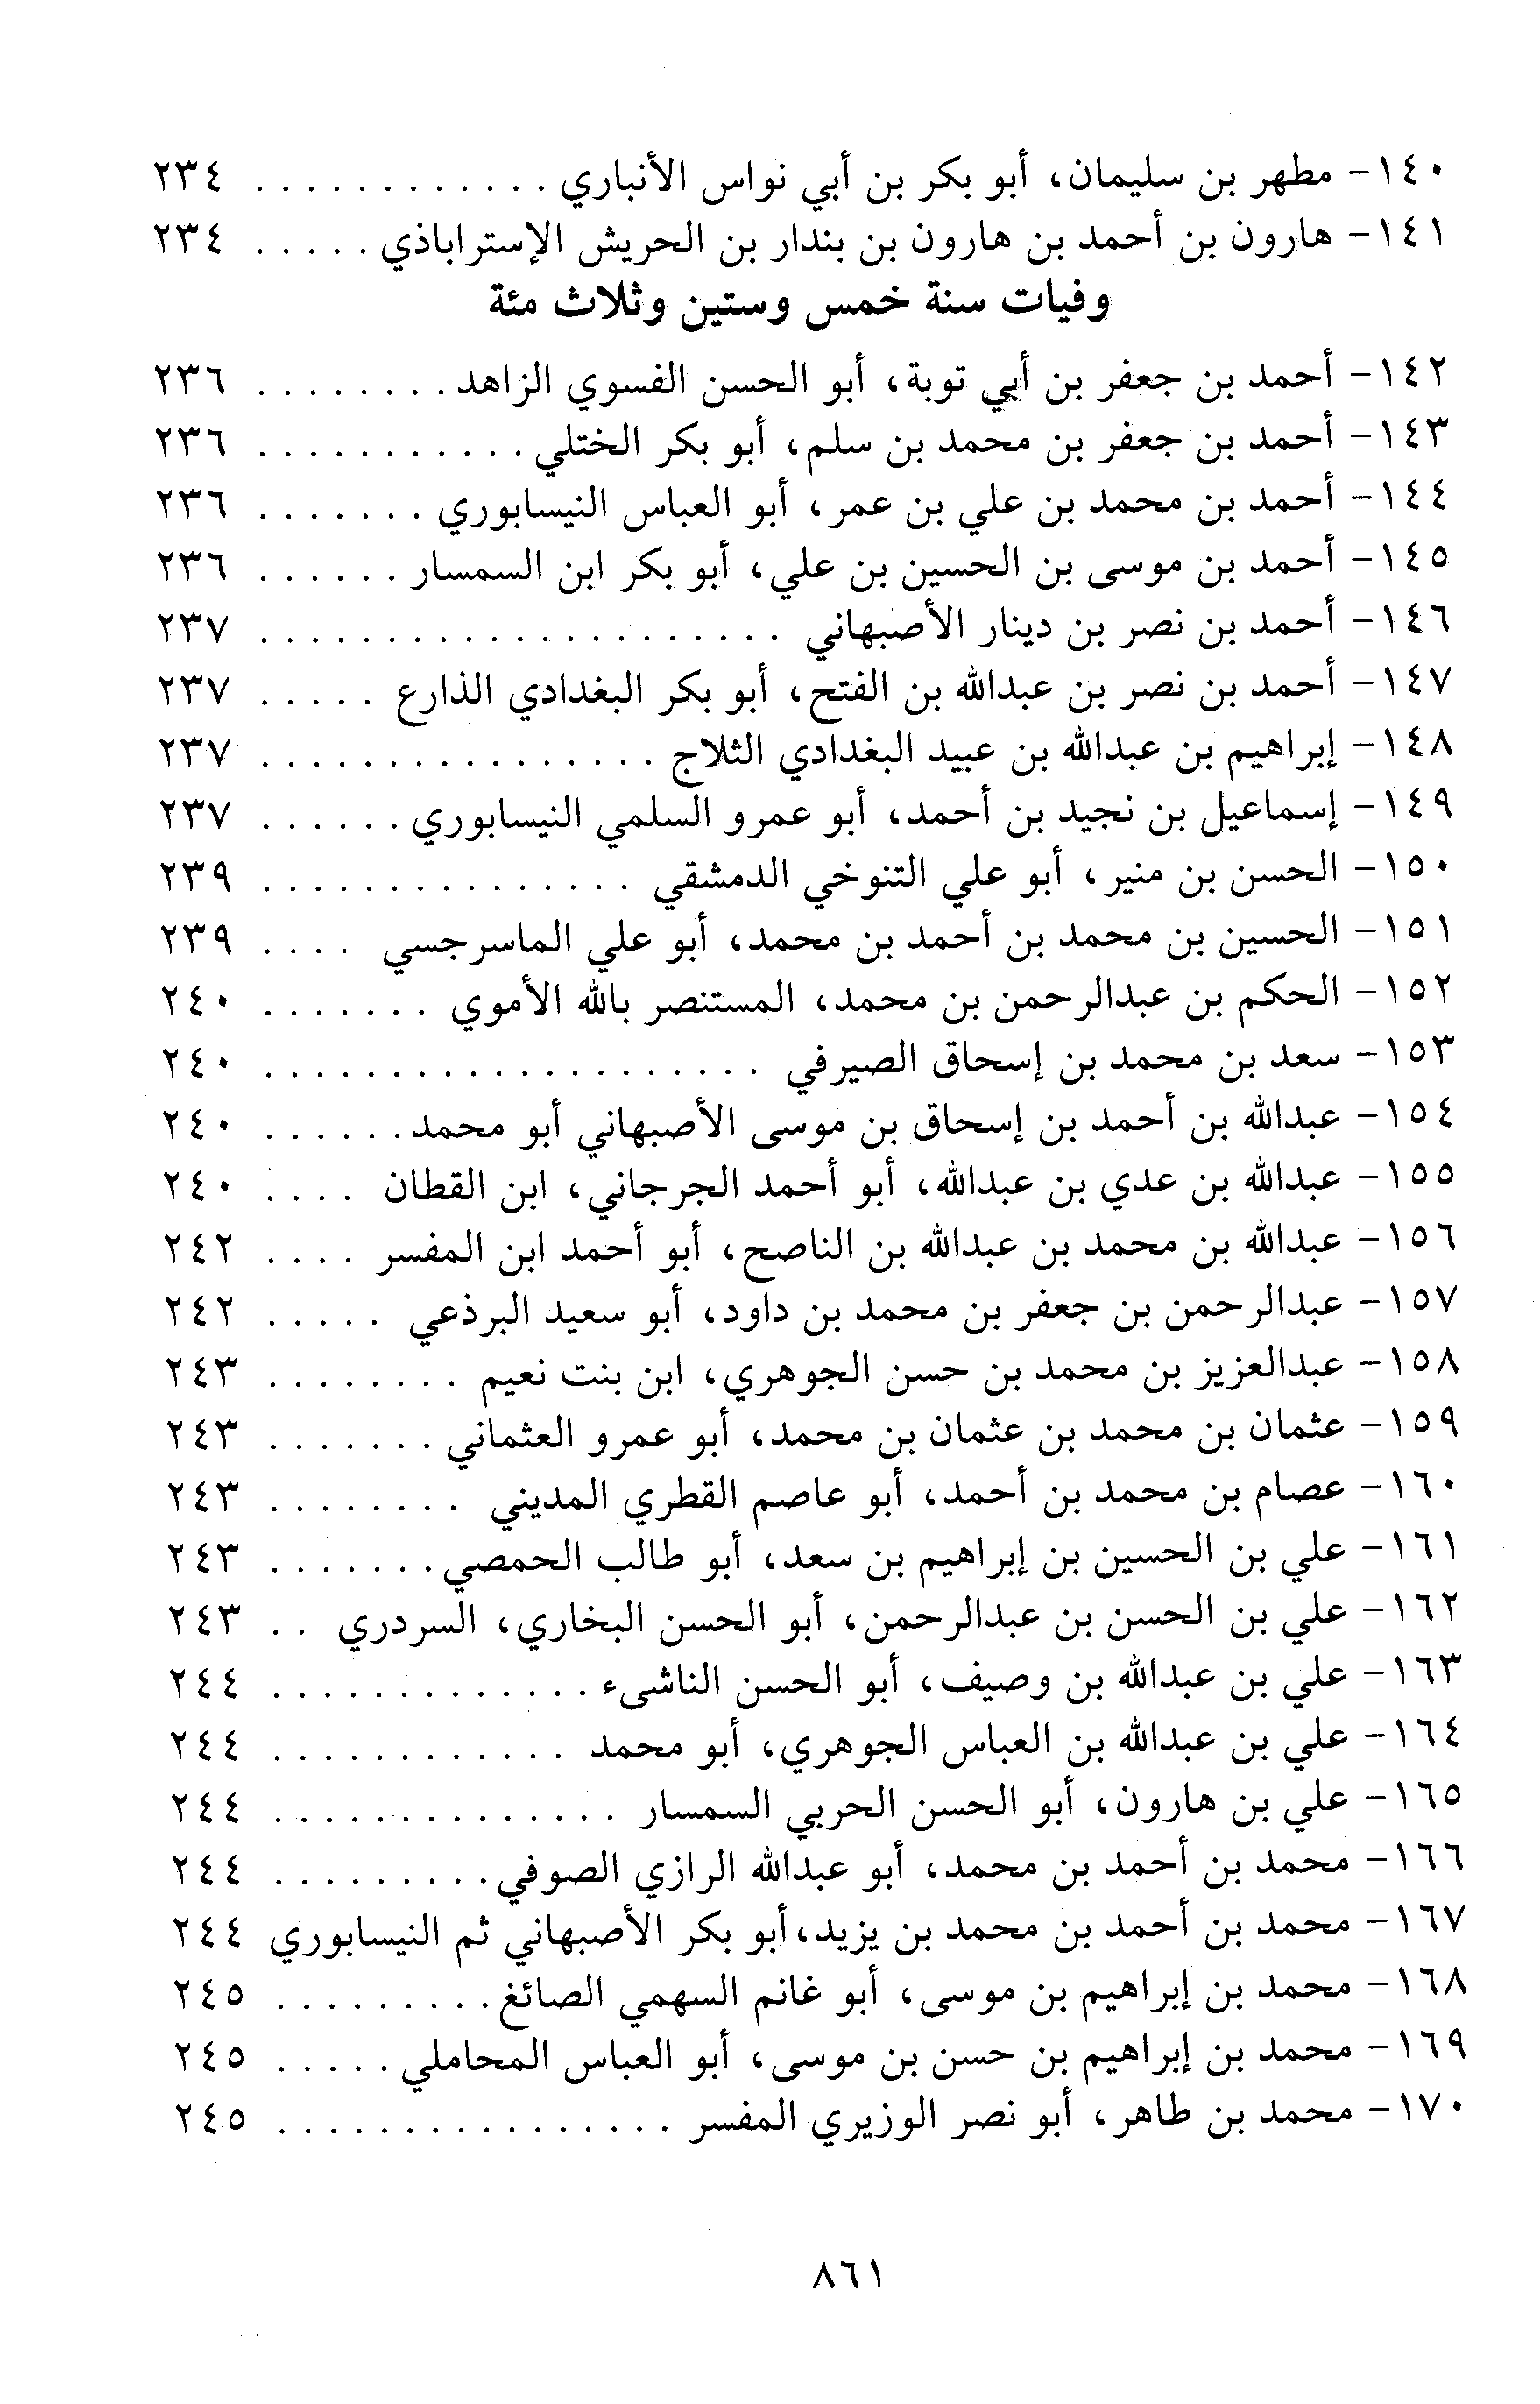 ١٤٠- مطهر بن سليمان، أبو بكر بن أبي نواس الأنباري . . . . . . . . . . . . ٢٣٤
١٤١- هارون بن أحمد بن هارون بن بندار بن الحريش الإستراباذي . . . . . ٢٣٤
وفيات سنة خمس وستين وثلاث مئة
١٤٢- أحمد بن جعفر بن أبي توبة، أبو الحسن الفسوي الزاهد . . . . . . . . ٢٣٦
١٤٣- أحمد بن جعفر بن محمد بن سلم، أبو بكر الختلي . . . . . . . . . . . ٢٣٦
١٤٤- أحمد بن محمد بن علي بن عمر، أبو العباس النيسابوري . . . . . . . ٢٣٦
١٤٥- أحمد بن موسى بن الحسين بن علي، أبو بكر ابن السمسار . . . . . . ٢٣٦
١٤٦- أحمد بن نصر بن دينار الأصبهاني . . . . . . . . . . . . . . . . . . . . . ٢٣٧
١٤٧- أحمد بن نصر بن عبدالله بن الفتح، أبو بكر البغدادي الذارع . . . . . ٢٣٧
١٤٨- إبراهيم بن عبدالله بن عبيد البغدادي الثلاج . . . . . . . . . . . . . . . . ٢٣٧
١٤٩- إسماعيل بن نجيد بن أحمد، أبو عمرو السلمي النيسابوري . . . . . . ٢٣٧
١٥٠- الحسن بن منير، أبو علي التنوخي الدمشقي . . . . . . . . . . . . . . . ٢٣٩
١٥١- الحسين بن محمد بن أحمد بن محمد، أبو علي الماسرجسي . . . . ٢٣٩
١٥٢- الحكم بن عبدالرحمن بن محمد، المستنصر بالله الأموي . . . . . . . ٢٤٠
١٥٣- سعد بن محمد بن إسحاق الصيرفي . . . . . . . . . . . . . . . . . . . . ٢٤٠
١٥٤- عبدالله بن أحمد بن إسحاق بن موسى الأصبهاني أبو محمد . . . . . . ٢٤٠
١٥٥- عبدالله بن عدي بن عبدالله، أبو أحمد الجرجاني، ابن القطان . . . . ٢٤٠
١٥٦- عبدالله بن محمد بن عبدالله بن الناصح، أبو أحمد ابن المفسر . . . . ٢٤٢
١٥٧- عبدالرحمن بن جعفر بن محمد بن داود، أبو سعيد البرذعي . . . . . ٢٤٢
١٥٨- عبدالعزيز بن محمد بن حسن الجوهري، ابن بنت نعيم . . . . . . . . ٢٤٣
١٥٩- عثمان بن محمد بن عثمان بن محمد، أبو عمرو العثماني . . . . . . . ٢٤٣
١٦٠- عصام بن محمد بن أحمد، أبو عاصم القطري المديني . . . . . . . . ٢٤٣
١٦١- علي بن الحسين بن إبراهيم بن سعد، أبو طالب الحمصي . . . . . . . ٢٤٣
١٦٢- علي بن الحسن بن عبدالرحمن، أبو الحسن البخاري، السردري . . ٢٤٣
١٦٣- علي بن عبدالله بن وصيف، أبو الحسن الناشىء . . . . . . . . . . . . . ٢٤٤
١٦٤- علي بن عبدالله بن العباس الجوهري، أبو محمد . . . . . . . . . . . . ٢٤٤
١٦٥- علي بن هارون، أبو الحسن الحربي السمسار . . . . . . . . . . . . . . ٢٤٤
١٦٦- محمد بن أحمد بن محمد، أبو عبدالله الرازي الصوفي . . . . . . . . . ٢٤٤
١٦٧- محمد بن أحمد بن محمد بن يزيد،أبو بكر الأصبهاني ثم النيسابوري ٢٤٤
١٦٨- محمد بن إبراهيم بن موسى، أبو غانم السهمي الصائغ . . . . . . . . . ٢٤٥
١٦٩- محمد بن إبراهيم بن حسن بن موسى، أبو العباس المحاملي . . . . . ٢٤٥
١٧٠- محمد بن طاهر، أبو نصر الوزيري المفسر . . . . . . . . . . . . . . . . ٢٤٥
٨٦١